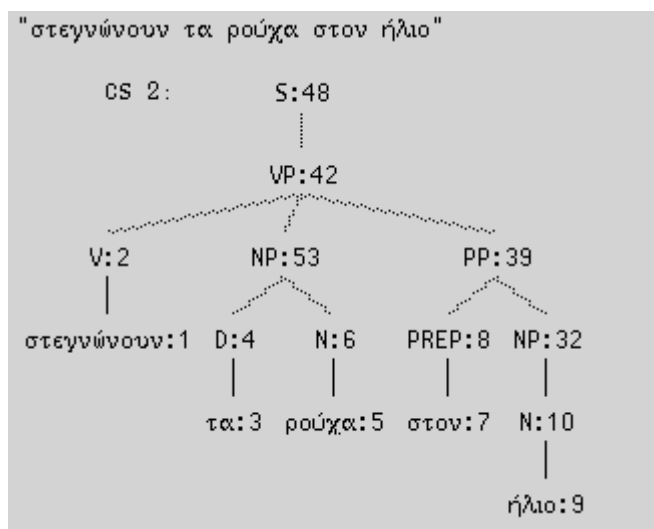 "στεγνώνουν τα ρούχα στον ήλιο"
CS 2: S:48
VP:42
V:2 NP:53 PP:39
στεγνώνουν:1 D:4 N:6 PREP:8 NP:32
τα:3 ρούχα:5 στον:7 N:10
ήλιο:9